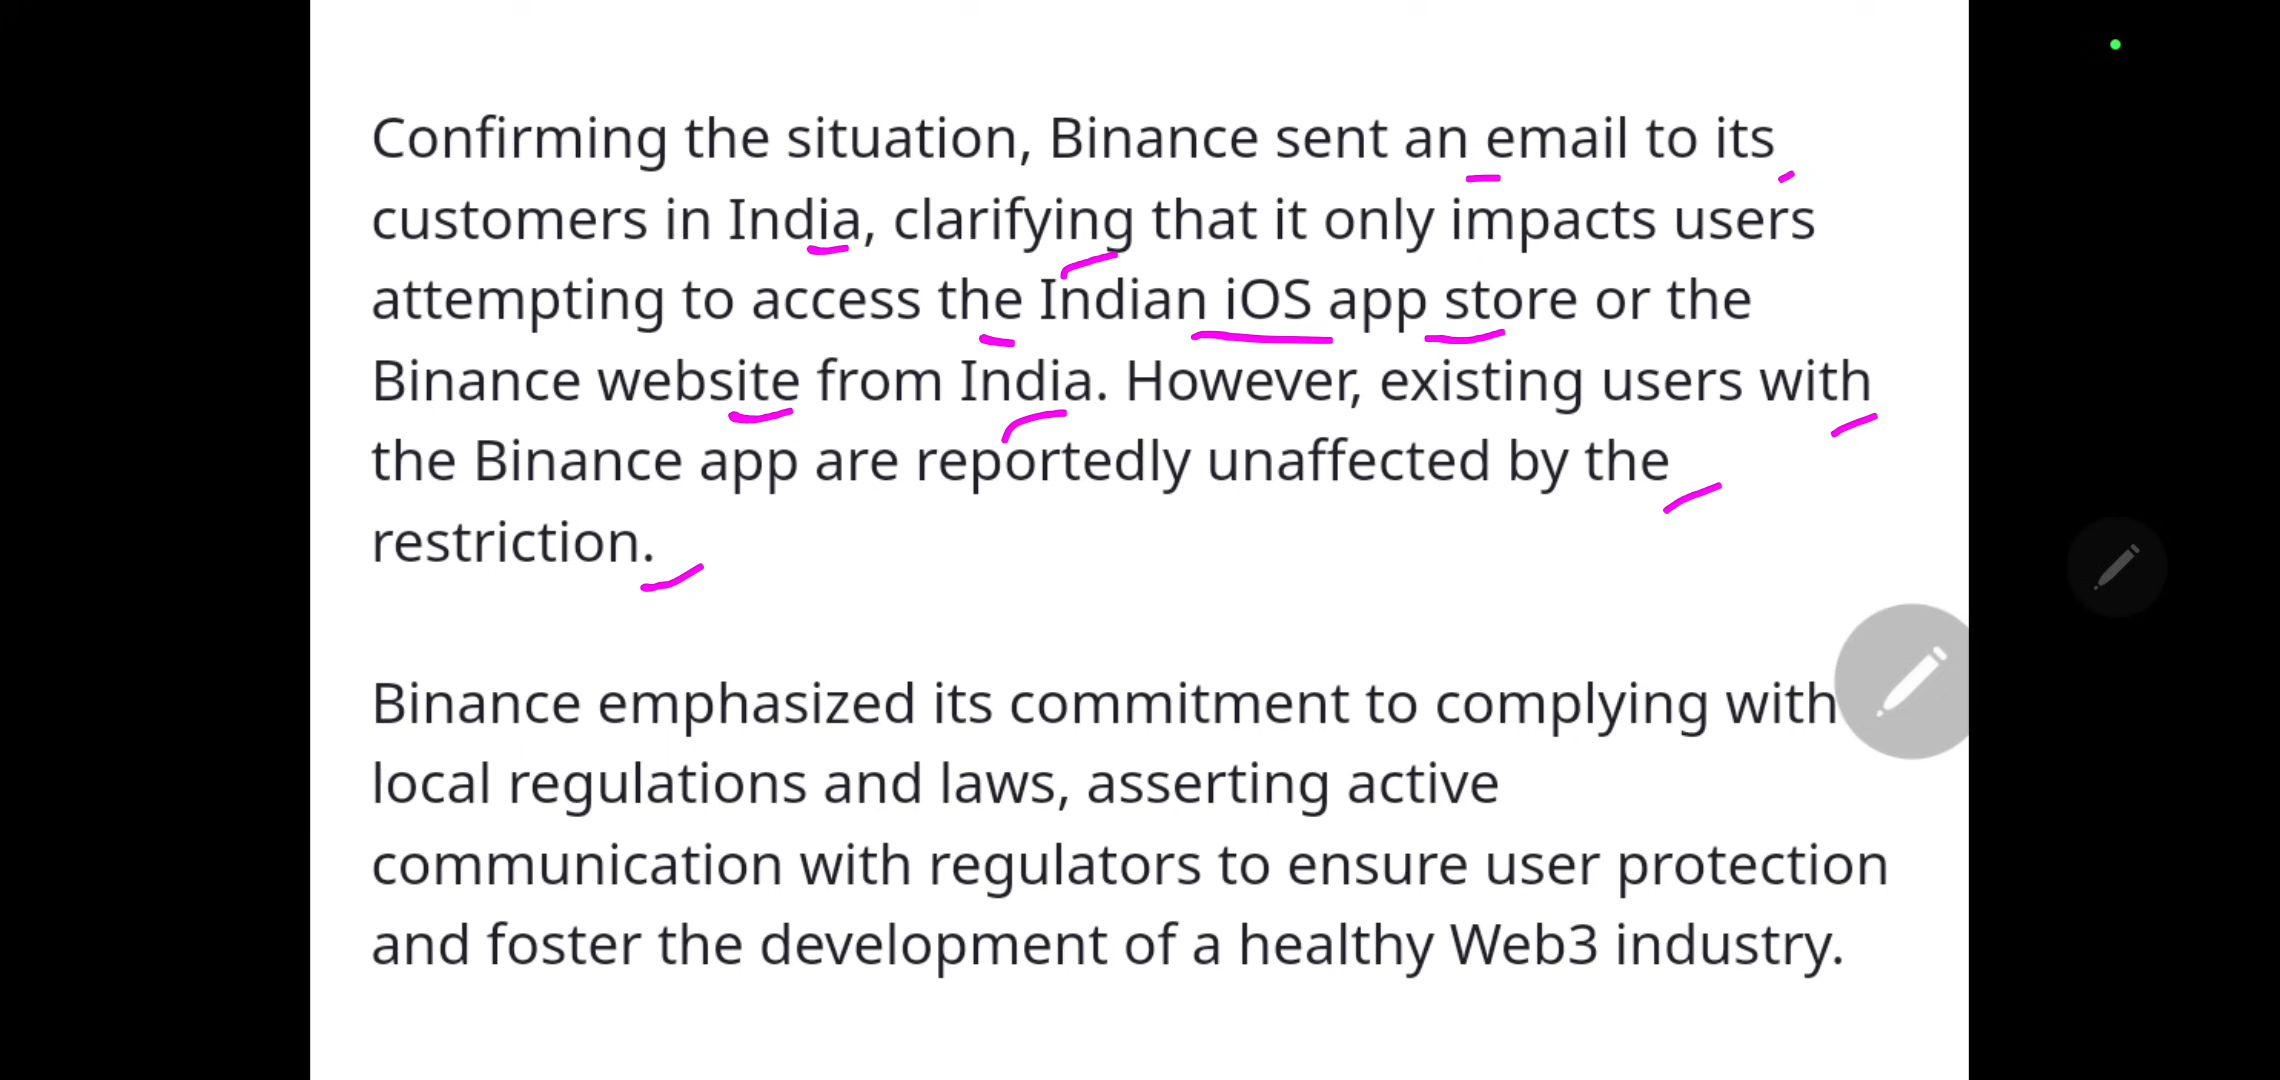 Confirming the situation, Binance sent an email to its
customers in India, clarifying that it only impacts users
attempting to access the Indian iOS app store or the
Binance website from India. However, existing users with
the Binance app are reportedly unaffected by the
restriction.
Binance emphasized its commitment to complying with
local regulations and laws, asserting active
communication with regulators to ensure user protection
and foster the development of a healthy Web3 industry.